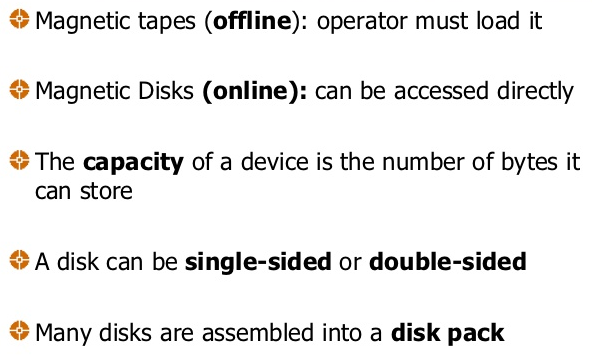 Magnetic tapes (offline): operator must load it
Magnetic Disks (online): can be accessed directly
The capacity of a device is the number of bytes it
can store
A disk can be single-sided or double-sided
Many disks are assembled into a disk pack